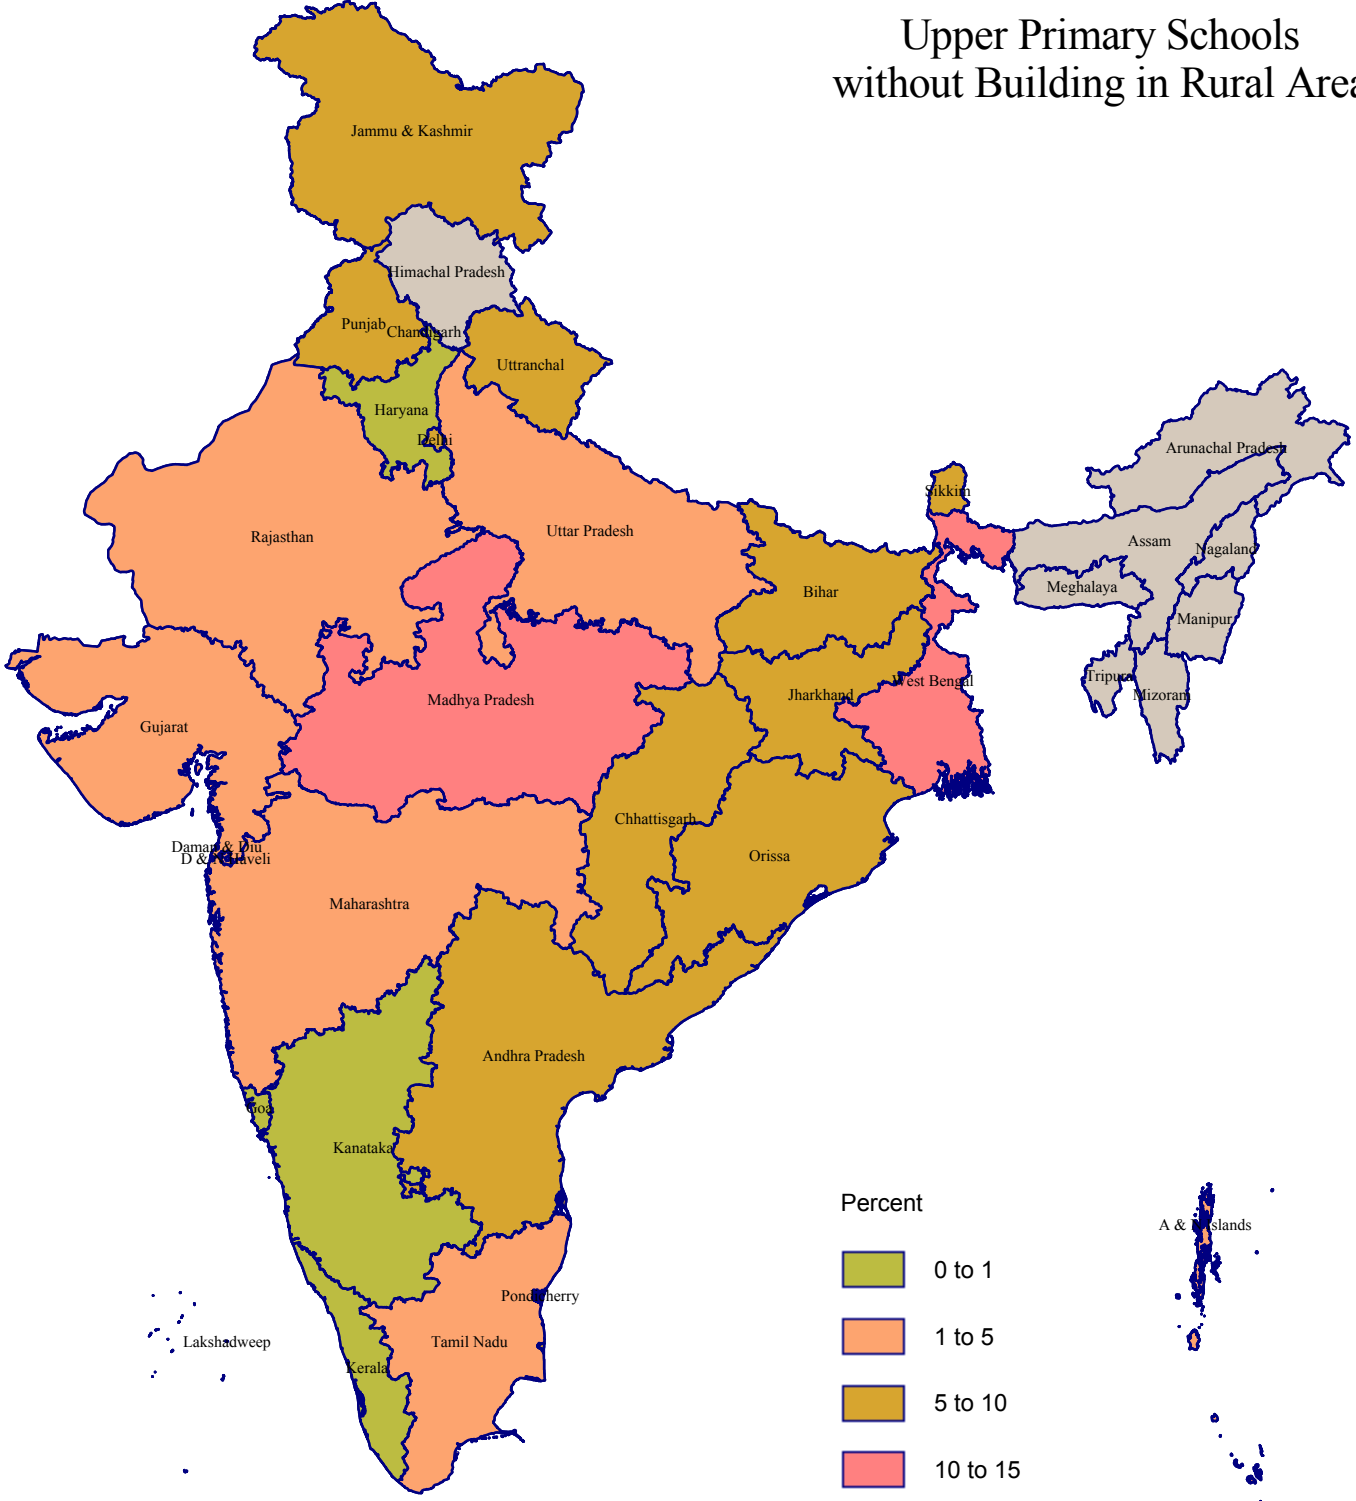 Upper Primary Schools
without Building in Rural Area
Jammu & Kashmir
Himachal Pradesh
Punjab
Chandigarh
Uttranchal
Haryana
Delhi
Arunachal Pradesh
Sikkim
Rajasthan
Uttar Pradesh
Assam
Nagaland
Bihar
Meghalaya
Manipur
Tripura
Mizoram
West Bengal
Jharkhand
Madhya Pradesh
Gujarat
Chhattisgarh
Daman & Diu
D & N Haveli
Orissa
Maharashtra
Andhra Pradesh
Goa
Kanataka
Pondicherry
Lakshadweep
Tamil Nadu
Kerala
A & N Islands
Percent
0 to 1
1 to 5
5 to 10
10 to 15